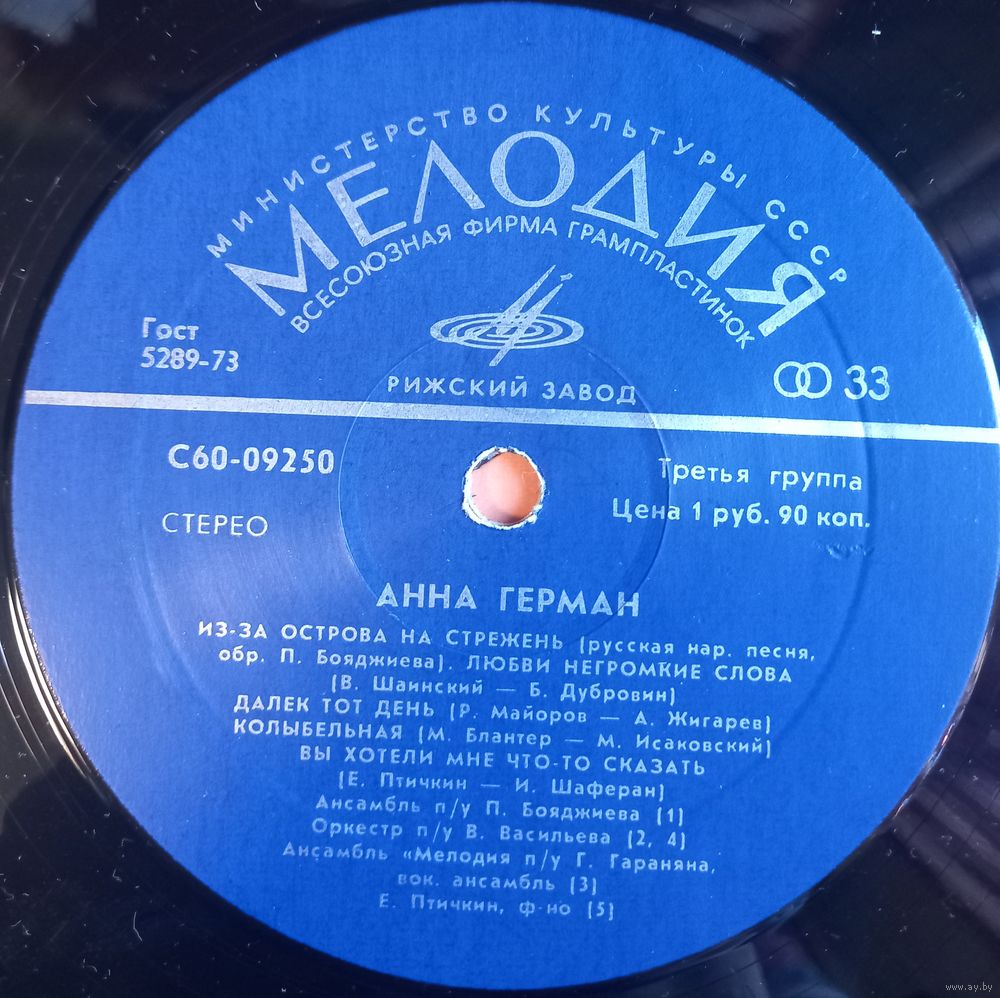 МИНИСТЕРСТВО КУЛЬТУРЫ СССР
МЕЛОДИЯ
ВСЕСОЮЗНАЯ ФИРМА ГРАМПЛАСТИНОК
Гост
5289-73
РИЖСКИЙ ЗАВОД
33
С60-09250
Третья группа
СТЕРЕО
Цена 1 руб. 90 коп.
АННА ГЕРМАН
ИЗ-ЗА ОСТРОВА НА СТРЕЖЕНЬ (русская нар. песня,
обр. П. Бояджиева). ЛЮБВИ НЕГРОМКИЕ СЛОВА
(В. Шаинский — Б. Дубровин)
ДАЛЕК ТОТ ДЕНЬ (Р. Майоров — А. Жигарев)
КОЛЫБЕЛЬНАЯ (М. Блантер — М. Исаковский)
ВЫ ХОТЕЛИ МНЕ ЧТО-ТО СКАЗАТЬ
(Е. Птичкин — И. Шаферан)
Ансамбль п/у П. Бояджиева (1)
Оркестр п/у В. Васильева (2, 4)
Ансамбль «Мелодия п/у Г. Гараняна,
вок. ансамбль (3)
Е. Птичкин, ф-но (5)
www.ay.by